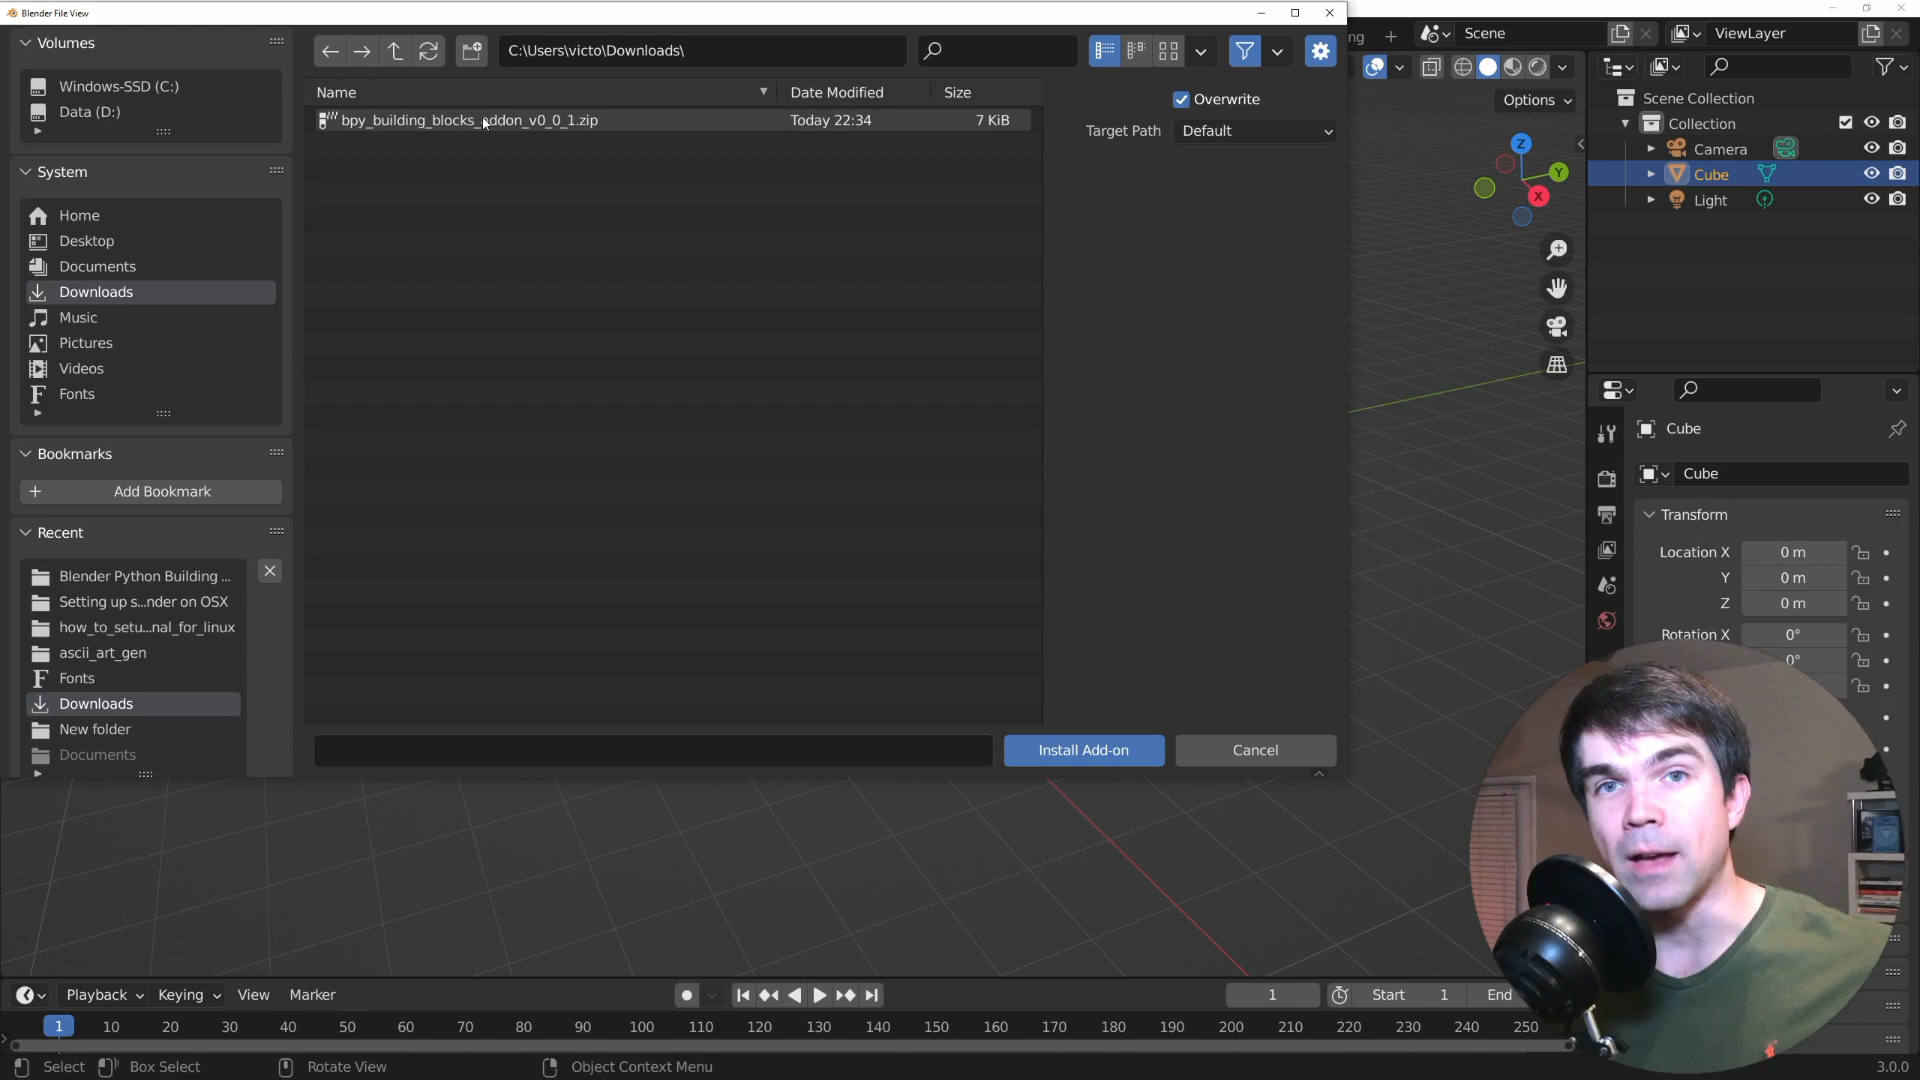 Blender File View
Volumes
Windows-SSD (C:)
Data (D:)
System
Home
Desktop
Documents
Downloads
Music
Pictures
Videos
Fonts
Bookmarks
Add Bookmark
Recent
Blender Python Building ...
Setting up s...nder on OSX
how_to_setu...nal_for_linux
ascii_art_gen
Fonts
Downloads
New folder
Documents
C:\Users\victo\Downloads\
Name Date Modified Size
bpy_building_blocks_addon_v0_0_1.zip Today 22:34 7 KiB
Overwrite
Target Path Default
Install Add-on Cancel
ng
Scene
ViewLayer
Options
Z
Y
X
Scene Collection
Collection
Camera
Cube
Light
Cube
Cube
Transform
Location X 0 m
Y 0 m
Z 0 m
Rotation X 0°
0°
Playback Keying View Marker
1 Start 1 End
1 10 20 30 40 50 60 70 80 90 100 110 120 130 140 150 160 170 180 190 200 210 220 230 240 250
Select Box Select Rotate View Object Context Menu
3.0.0